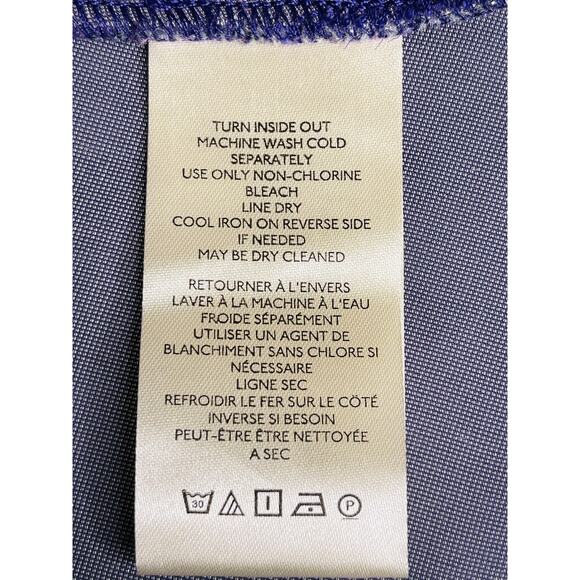 TURN INSIDE OUT
MACHINE WASH COLD
SEPARATELY
USE ONLY NON-CHLORINE
BLEACH
LINE DRY
COOL IRON ON REVERSE SIDE
IF NEEDED
MAY BE DRY CLEANED
RETOURNER À L'ENVERS
LAVER À LA MACHINE À L'EAU
FROIDE SÉPARÉMENT
UTILISER UN AGENT DE
BLANCHIMENT SANS CHLORE SI
NÉCESSAIRE
LIGNE SEC
REFROIDIR LE FER SUR LE CÖTÉ
INVERSE SI BESOIN
PEUT-ÊTRE ÊTRE NETTOYÉE
A SEC
30 P